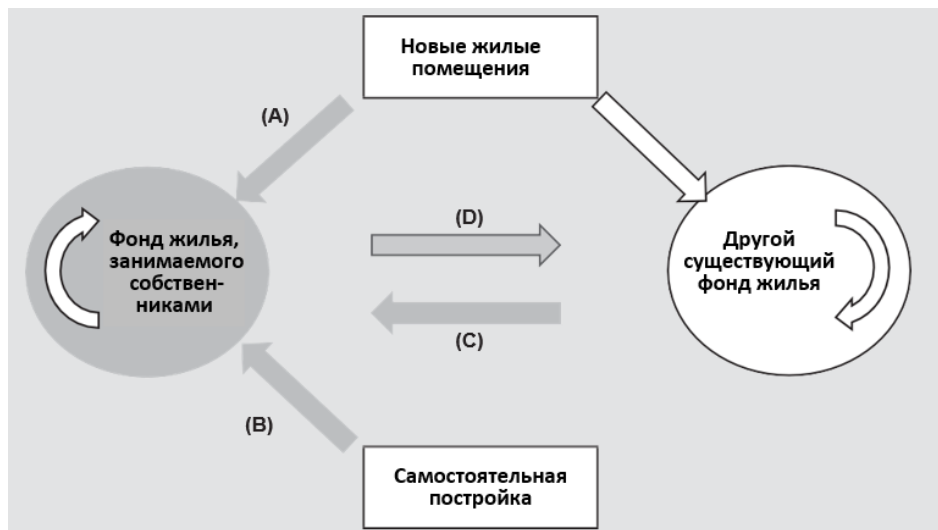 Новые жилые
помещения
(A)
Фонд жилья,
занимаемого
собствен-
никами
(D)
Другой
существующий
фонд жилья
(C)
(B)
Самостоятельная
постройка